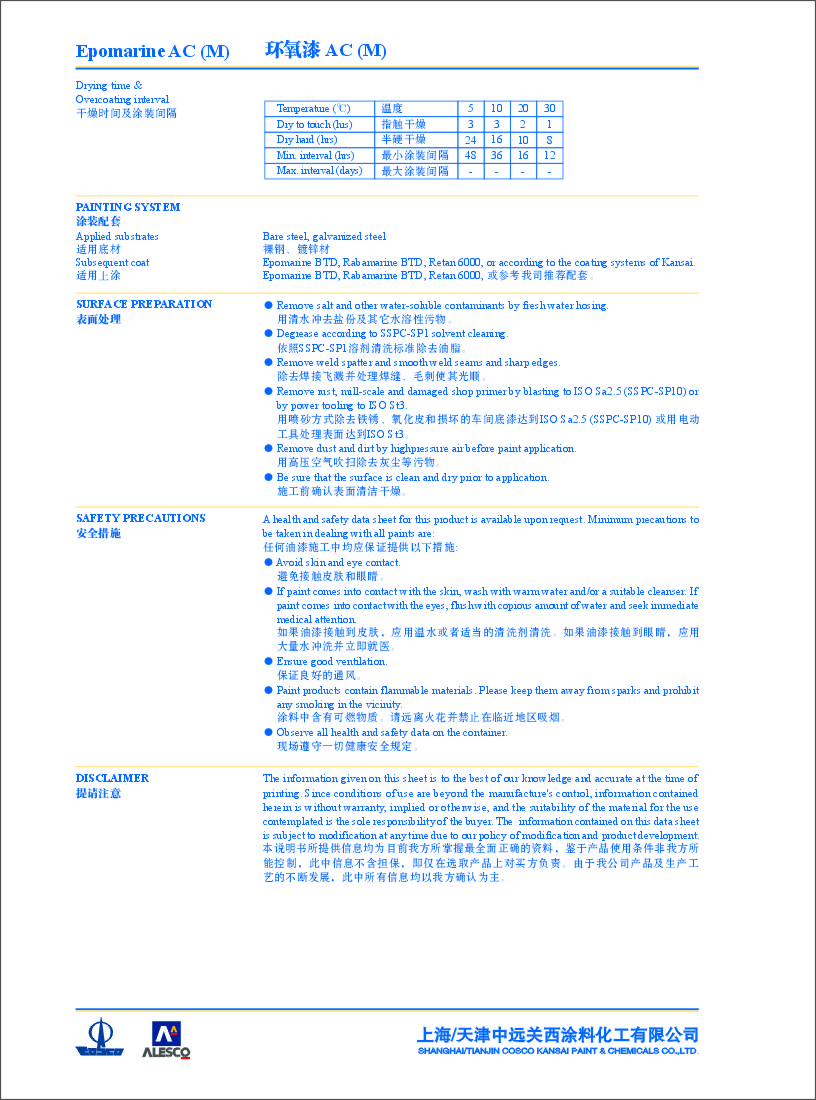 Epomarine AC (M) 环氧漆 AC (M)
Drying time &
Overcoating interval
干燥时间及涂装间隔
Temperature (℃) 温度 5 10 20 30
Dry to touch (hrs) 指触干燥 3 3 2 1
Dry hard (hrs) 半硬干燥 24 16 10 8
Min. interval (hrs) 最小涂装间隔 48 36 16 12
Max. interval (days) 最大涂装间隔 - - - -
PAINTING SYSTEM
涂装配套
Applied substrates Bare steel, galvanized steel
适用底材 裸钢、镀锌材
Subsequent coat Epomarine BTD, Rabamarine BTD, Retan 6000, or according to the coating systems of Kansai.
适用上涂 Epomarine BTD, Rabamarine BTD, Retan 6000, 或参考我司推荐配套。
SURFACE PREPARATION
表面处理
● Remove salt and other water-soluble contaminants by fresh water hosing.
用清水冲去盐份及其它水溶性污物。
● Degrease according to SSPC-SP1 solvent cleaning.
依照SSPC-SP1溶剂清洗标准除去油脂。
● Remove weld spatter and smooth weld seams and sharp edges.
除去焊接飞溅并处理焊缝、毛刺使其光顺。
● Remove rust, mill-scale and damaged shop primer by blasting to ISO Sa2.5 (SSPC-SP10) or
by power tooling to ISO St3.
用喷砂方式除去铁锈、氧化皮和损坏的车间底漆达到ISO Sa2.5 (SSPC-SP10) 或用电动
工具处理表面达到ISO St3。
● Remove dust and dirt by highpressure air before paint application.
用高压空气吹扫除去灰尘等污物。
● Be sure that the surface is clean and dry prior to application.
施工前确认表面清洁干燥。
SAFETY PRECAUTIONS
安全措施
A health and safety data sheet for this product is available upon request. Minimum precautions to
be taken in dealing with all paints are:
任何油漆施工中均应保证提供以下措施:
● Avoid skin and eye contact.
避免接触皮肤和眼睛。
● If paint comes into contact with the skin, wash with warm water and/or a suitable cleanser. If
paint comes into contact with the eyes, flush with copious amount of water and seek immediate
medical attention.
如果油漆接触到皮肤，应用温水或者适当的清洗剂清洗。如果油漆接触到眼睛，应用
大量水冲洗并立即就医。
● Ensure good ventilation.
保证良好的通风。
● Paint products contain flammable materials. Please keep them away from sparks and prohibit
any smoking in the vicinity.
涂料中含有可燃物质。请远离火花并禁止在临近地区吸烟。
● Observe all health and safety data on the container.
现场遵守一切健康安全规定。
DISCLAIMER
提请注意
The information given on this sheet is to the best of our knowledge and accurate at the time of
printing. Since conditions of use are beyond the manufacture's control, information contained
herein is without warranty, implied or otherwise, and the suitability of the material for the use
contemplated is the sole responsibility of the buyer. The information contained on this data sheet
is subject to modification at any time due to our policy of modification and product development.
本说明书所提供信息均为目前我方所掌握最全面正确的资料，鉴于产品使用条件非我方所
能控制，此中信息不含担保，即仅在选取产品上对买方负责。由于我公司产品及生产工
艺的不断发展，此中所有信息均以我方确认为主。
COSCO ALESCO
上海/天津中远关西涂料化工有限公司
SHANGHAI/TIANJIN COSCO KANSAI PAINT & CHEMICALS CO.,LTD.